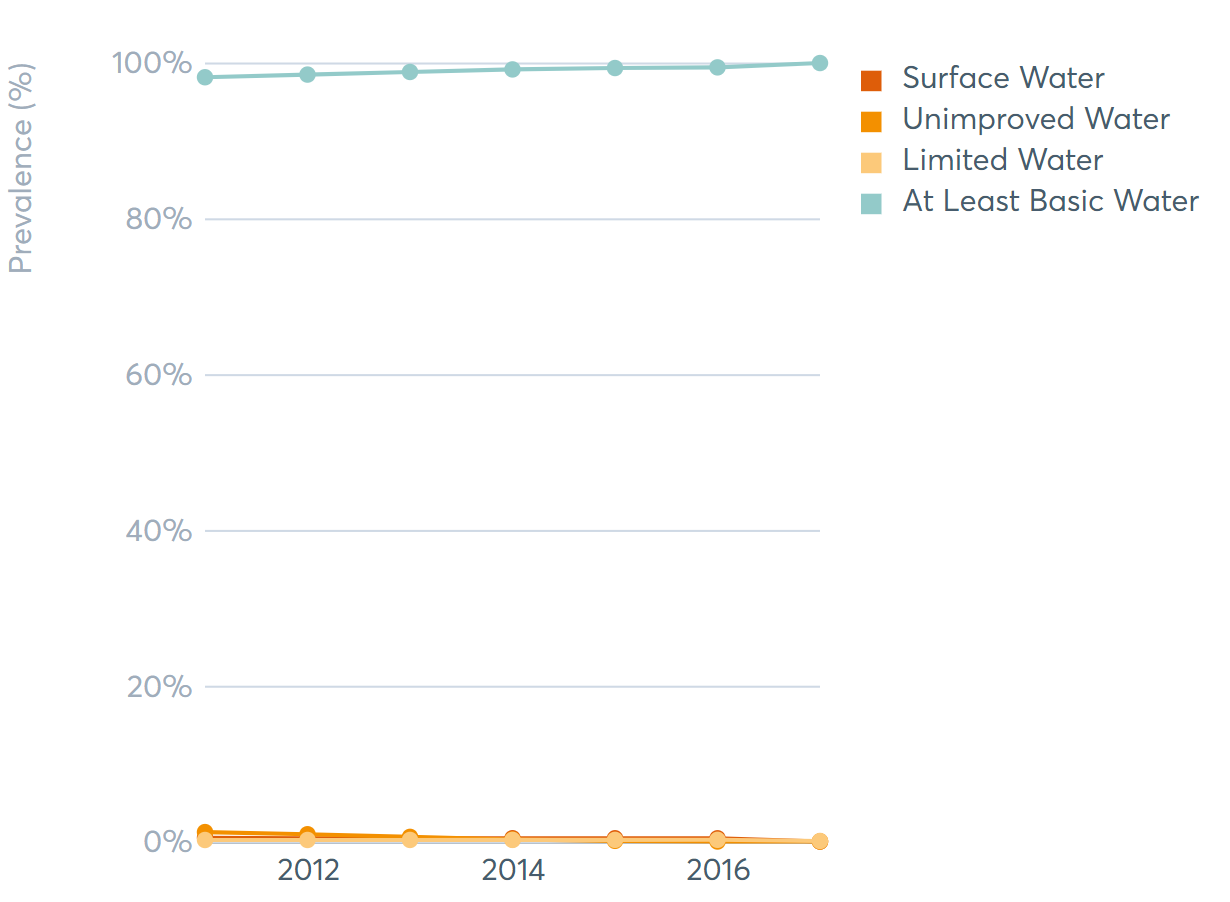 Prevalence (%)
100%
80%
60%
40%
20%
0%
2012
2014
2016
Surface Water
Unimproved Water
Limited Water
At Least Basic Water